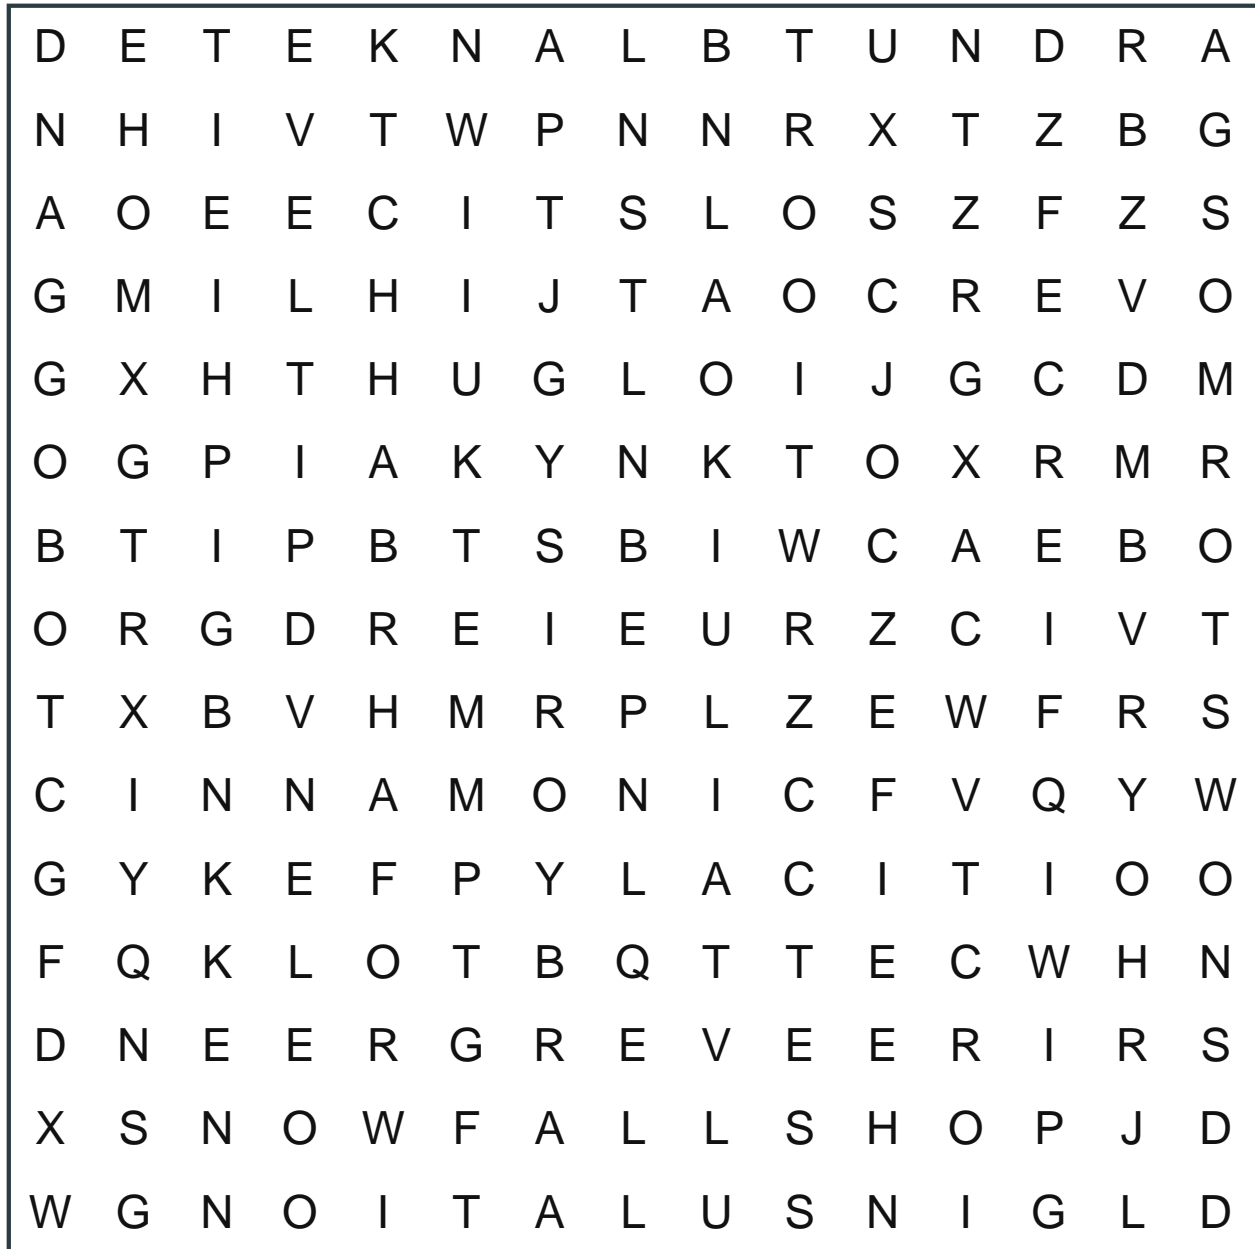 D E T E K N A L B T U N D R A
N H I V T W P N N R X T Z B G
A O E E C I T S L O S Z F Z S
G M I L H I J T A O C R E V O
G X H T H U G L O I J G C D M
O G P I A K Y N K T O X R M R
B T I P B T S B I W C A E B O
O R G D R E I E U R Z C I V T
T X B V H M R P L Z E W F R S
C I N N A M O N I C F V Q Y W
G Y K E F P Y L A C I T I O O
F Q K L O T B Q T T E C W H N
D N E E R G R E V E E R I R S
X S N O W F A L L S H O P J D
W G N O I T A L U S N I G L D